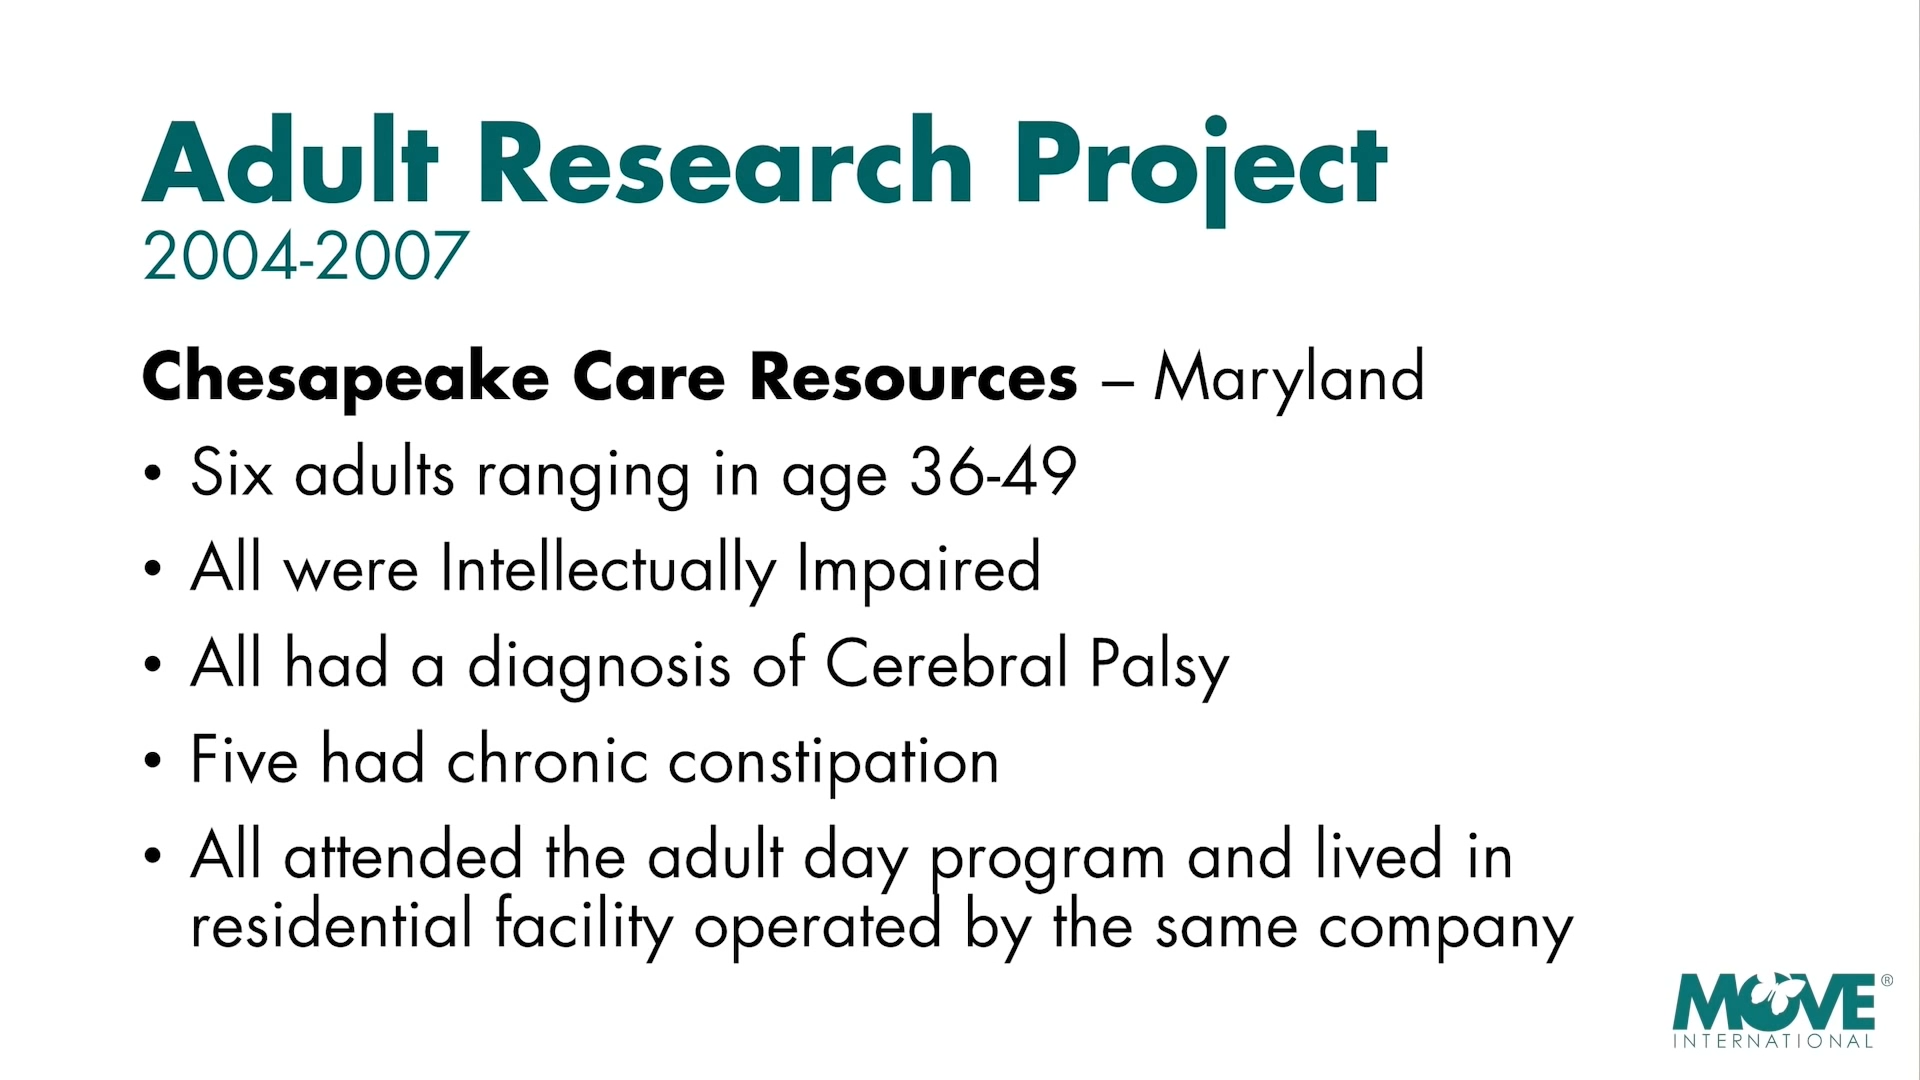 Adult Research Project
2004-2007
Chesapeake Care Resources – Maryland
• Six adults ranging in age 36-49
• All were Intellectually Impaired
• All had a diagnosis of Cerebral Palsy
• Five had chronic constipation
• All attended the adult day program and lived in
residential facility operated by the same company
MOVE®
INTERNATIONAL